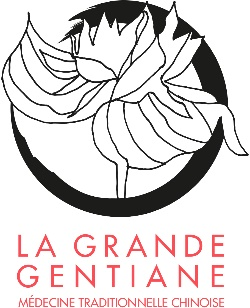 LA GRANDE
GENTIANE
MÉDECINE TRADITIONNELLE CHINOISE